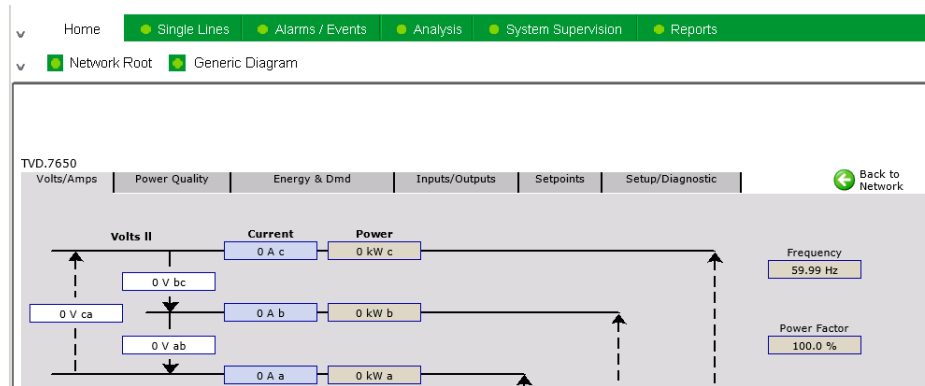 Home Single Lines Alarms / Events Analysis System Supervision Reports
Network Root Generic Diagram
TVD.7650
Volts/Amps Power Quality Energy & Dmd Inputs/Outputs Setpoints Setup/Diagnostic
Back to
Network
Volts ll Current Power
0 A c 0 kW c
Frequency
59.99 Hz
0 V bc
0 V ca 0 A b 0 kW b
Power Factor
0 V ab 100.0 %
0 A a 0 kW a